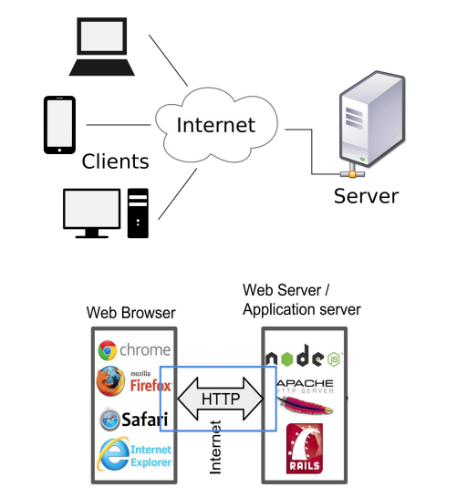 Internet
Clients
Server
Web Browser
Web Server /
Application server
chrome
mozilla
Firefox
Safari
Internet
Explorer
HTTP
Internet
node
JS
APACHE
HTTP SERVER
RAILS